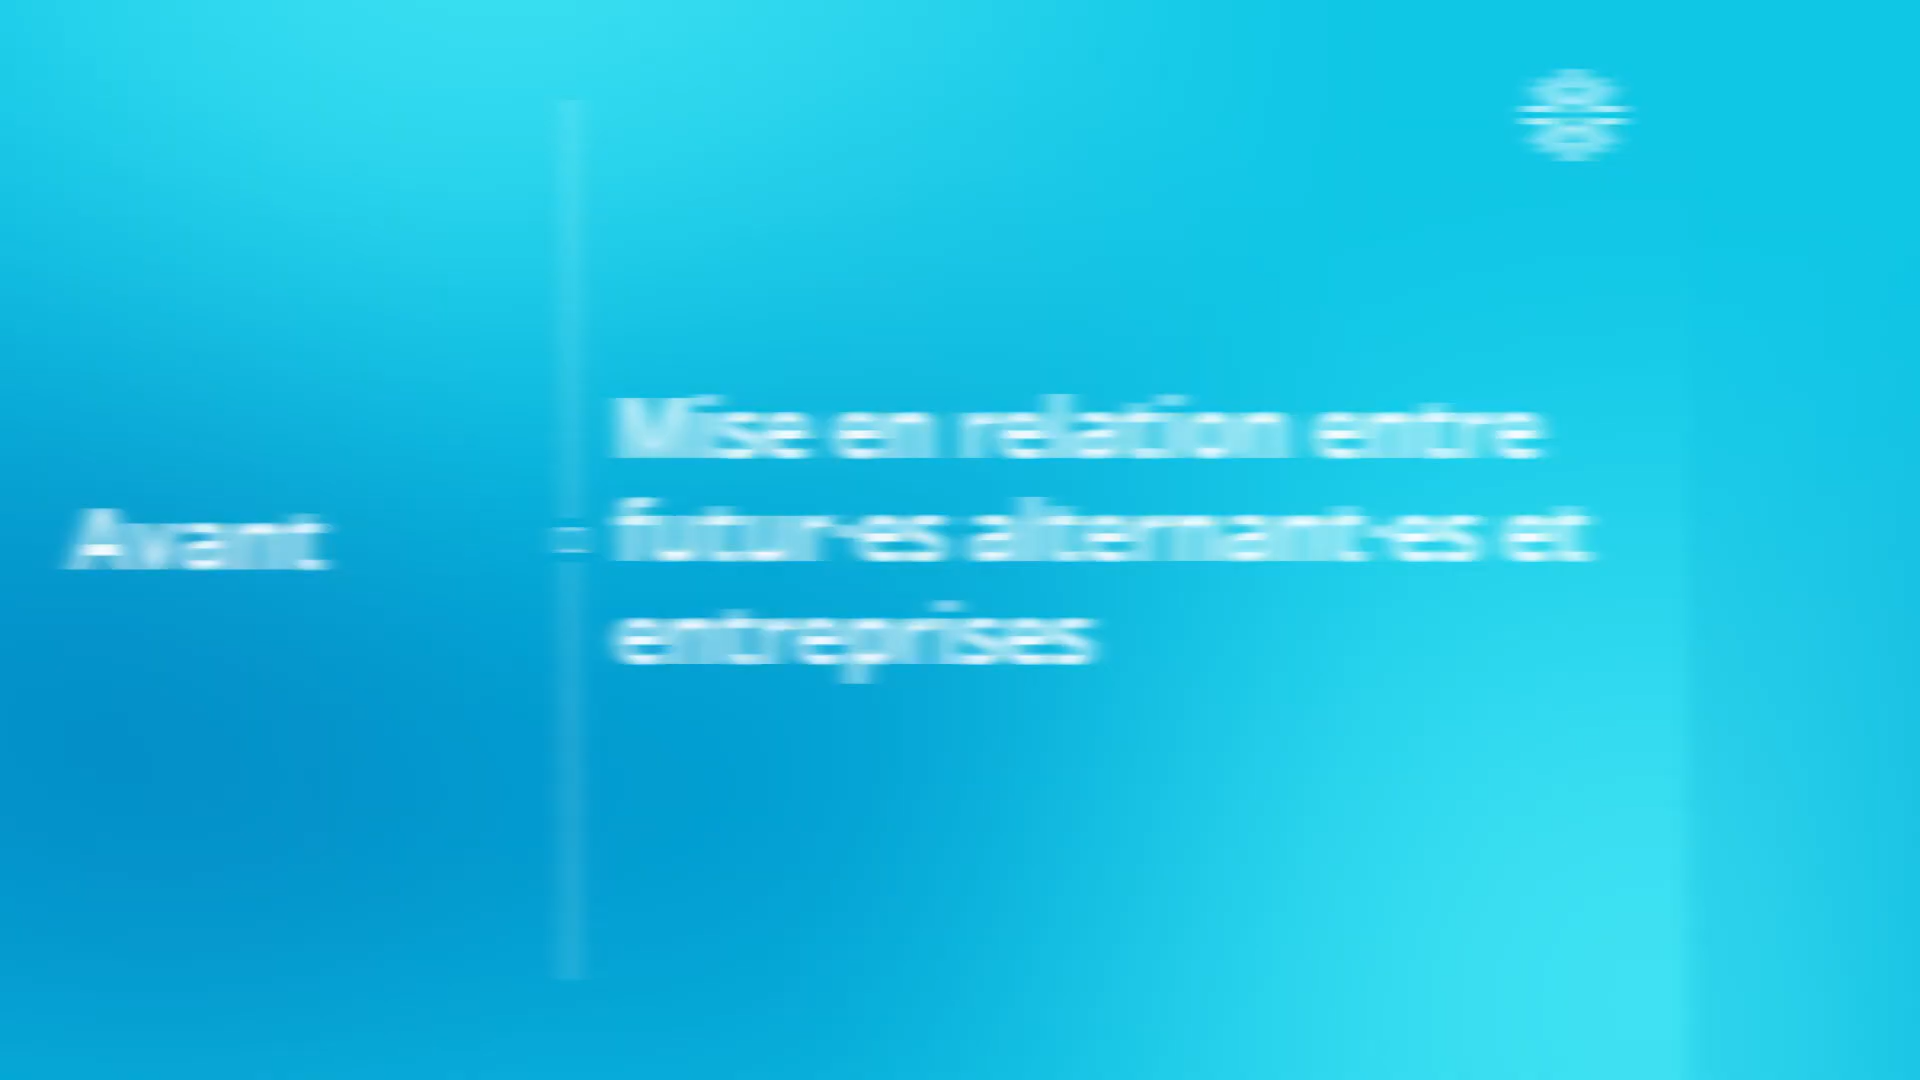 Avant
Mise en relation entre
futur·es alternant·es et
entreprises